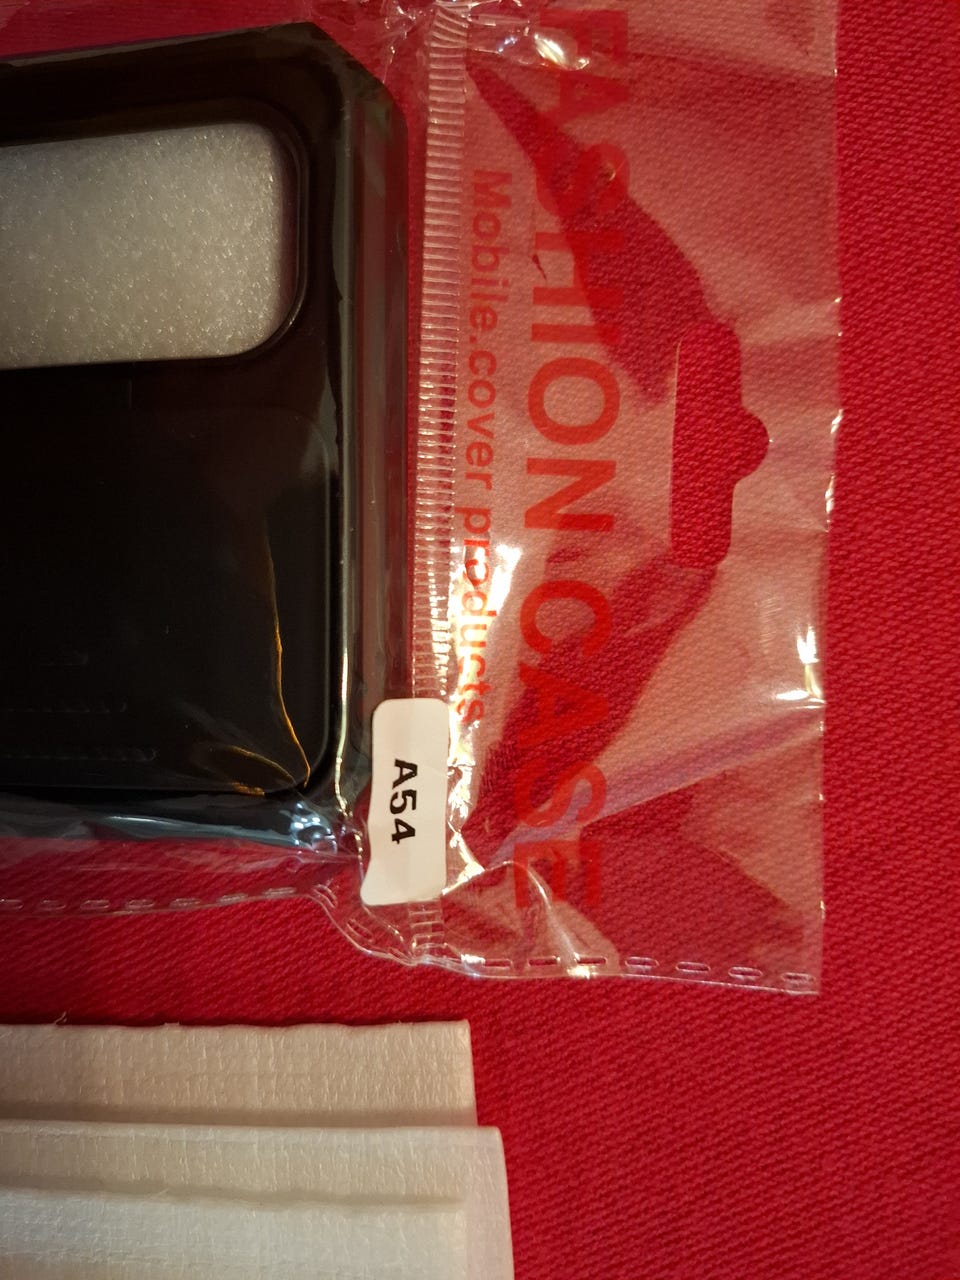 FASHION CASE
Mobile.cover products
A54